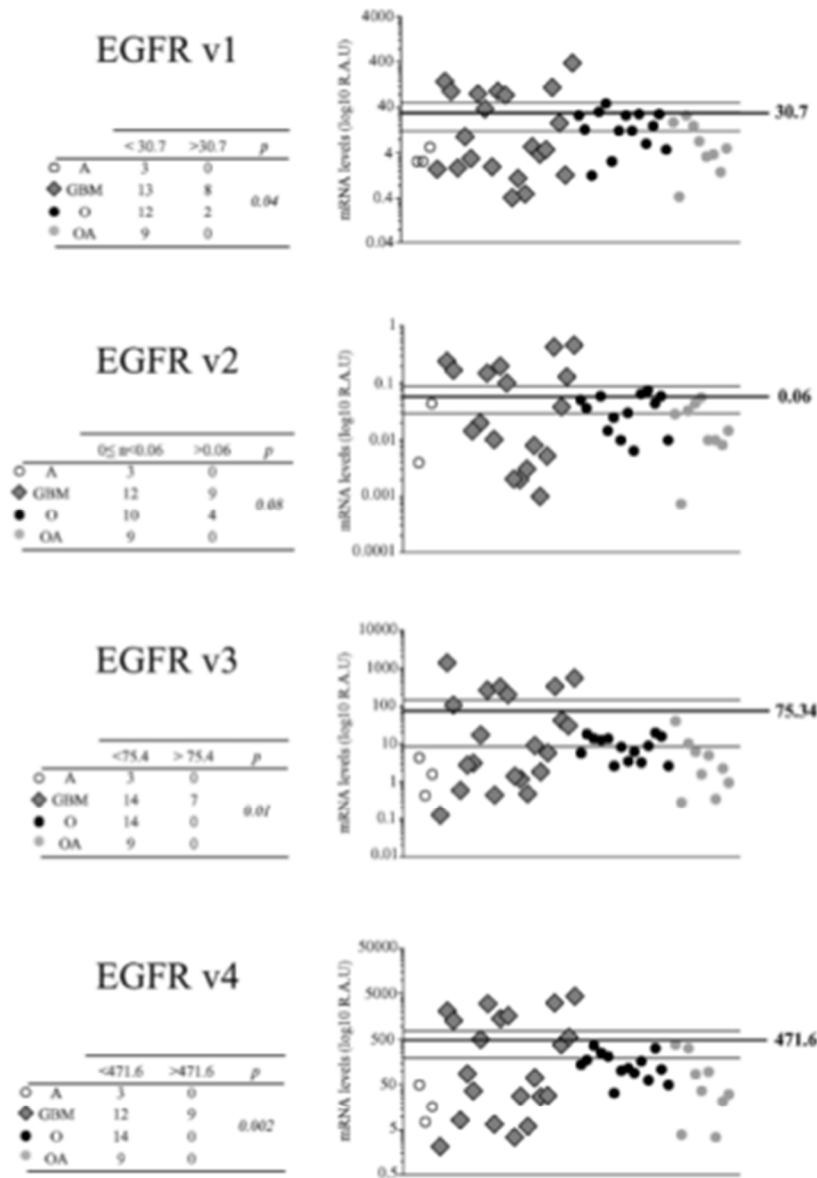 EGFR v1
< 30.7 >30.7 p
A 3 0
GBM 13 8
0.04
O 12 2
OA 9 0
mRNA levels (log10 R.A.U)
4000
400
40
4
0.4
0.04
30.7
EGFR v2
0≤ n<0.06 >0.06 p
A 3 0
GBM 12 9
0.08
O 10 4
OA 9 0
mRNA levels (log10 R.A.U)
1
0.1
0.01
0.001
0.0001
0.06
EGFR v3
<75.4 > 75.4 p
A 3 0
GBM 14 7
0.01
O 14 0
OA 9 0
mRNA levels (log10 R.A.U)
10000
1000
100
10
1
0.1
0.01
75.34
EGFR v4
<471.6 >471.6 p
A 3 0
GBM 12 9
0.002
O 14 0
OA 9 0
mRNA levels (log10 R.A.U)
50000
5000
500
50
5
0.5
471.6